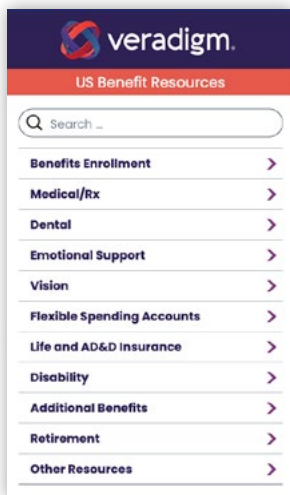 veradigm.
US Benefit Resources
Search ...
Benefits Enrollment
Medical/Rx
Dental
Emotional Support
Vision
Flexible Spending Accounts
Life and AD&D Insurance
Disability
Additional Benefits
Retirement
Other Resources